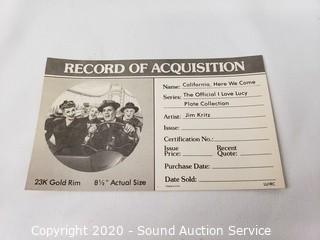 RECORD OF ACQUISITION
Name: California, Here We Come
Series: The Official I Love Lucy
Plate Collection
Artist: Jim Kritz
Issue:
Certification No.:
Issue Price: Recent Quote:
Purchase Date:
Date Sold:
23K Gold Rim 8½" Actual Size
Copyright © 2020 - Sound Auction Service